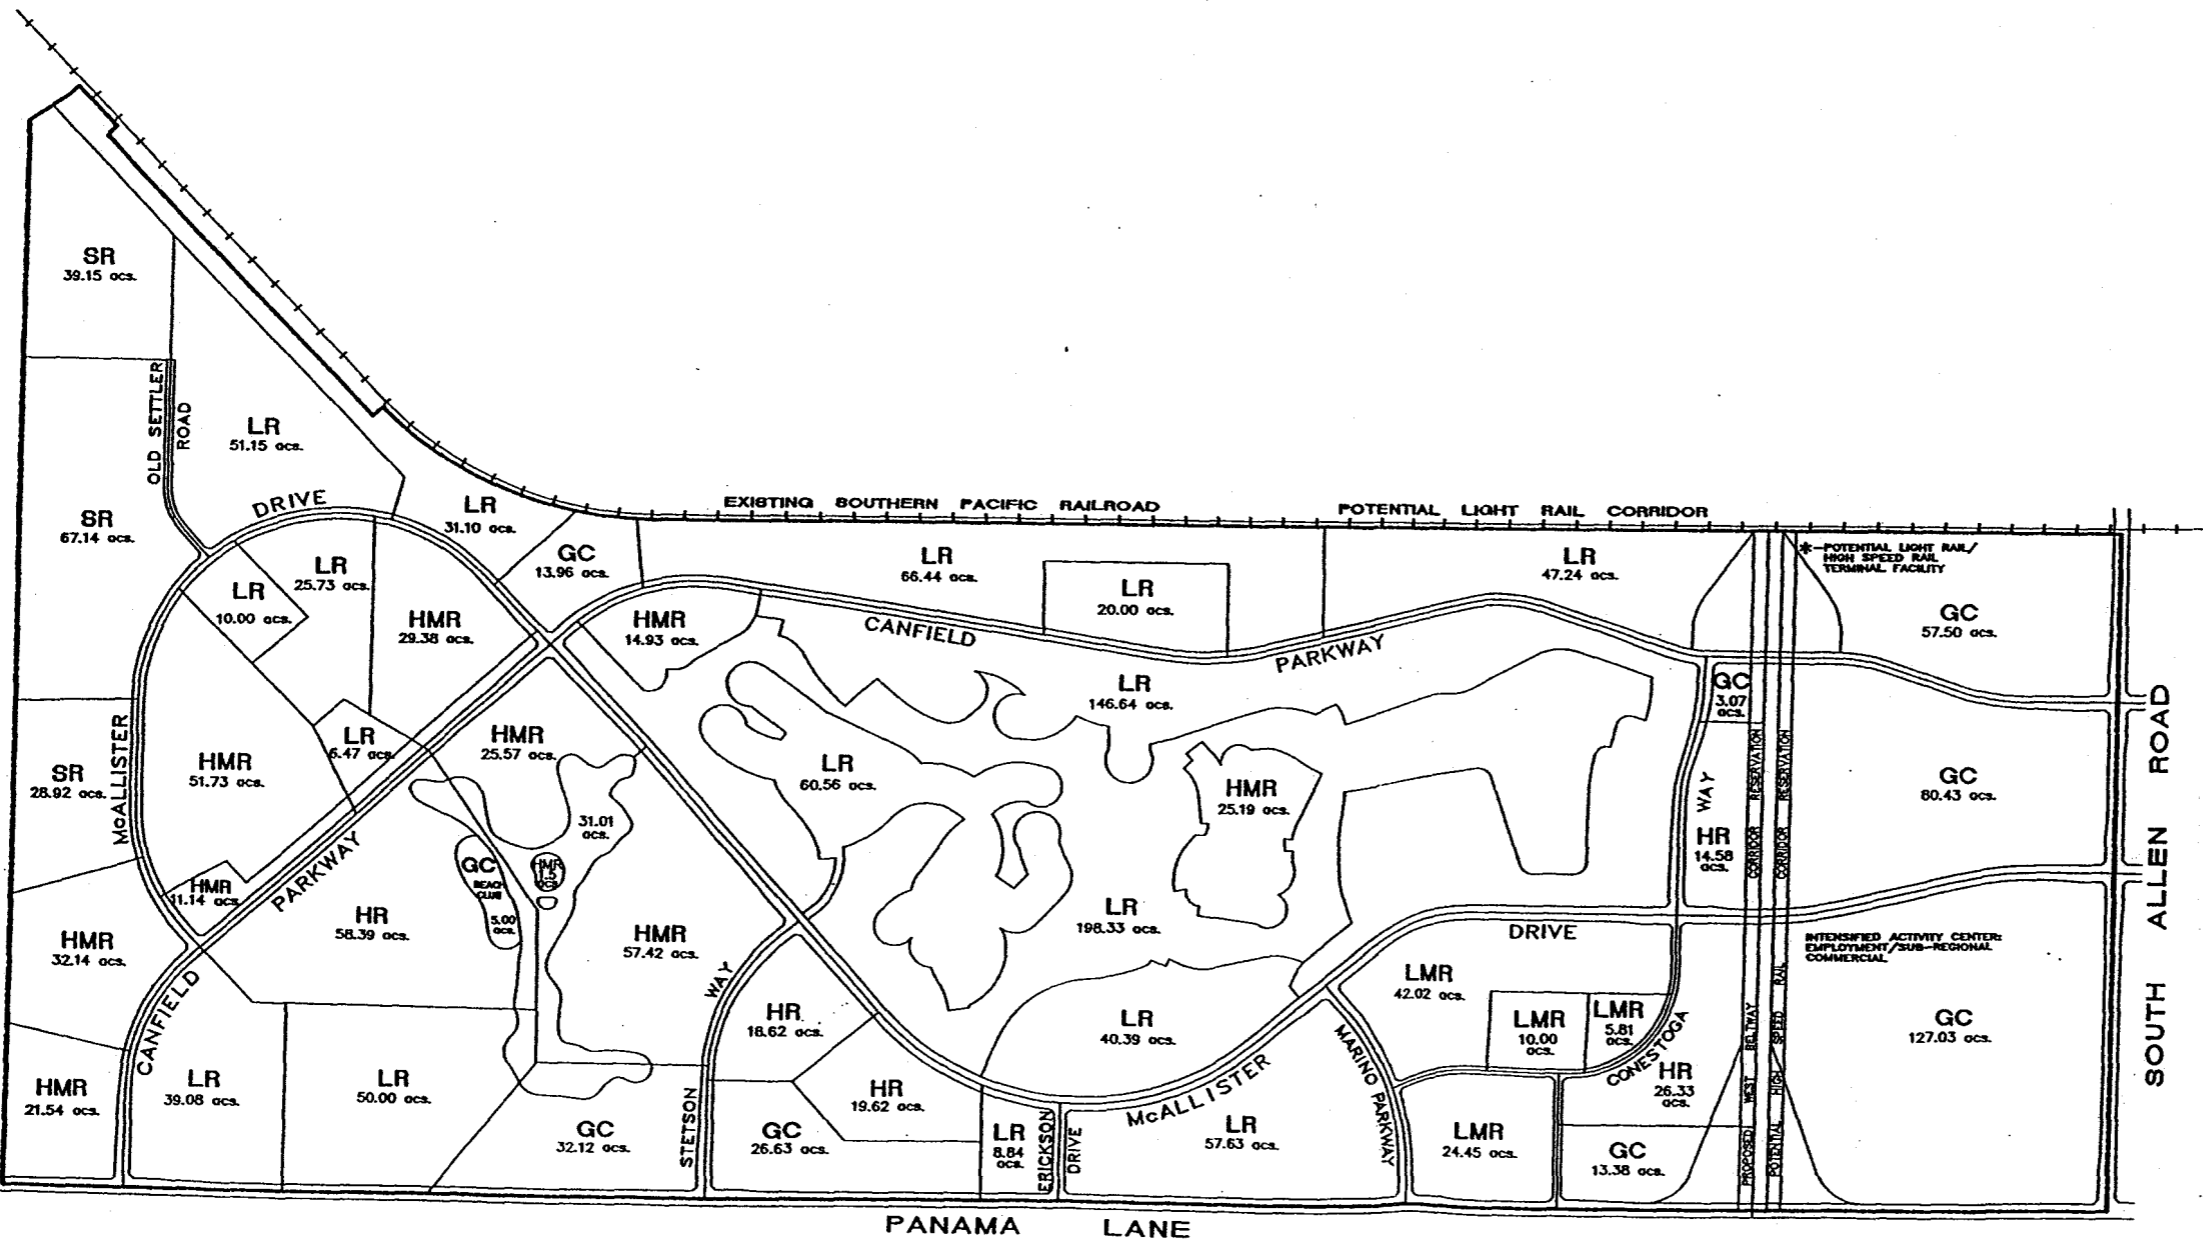 SR
39.15 acs.
OLD SETTLER
ROAD
LR
51.15 acs.
DRIVE
SR
67.14 acs.
LR
31.10 acs.
EXISTING SOUTHERN PACIFIC RAILROAD
POTENTIAL LIGHT RAIL CORRIDOR
GC
13.96 acs.
LR
66.44 acs.
LR
20.00 acs.
LR
47.24 acs.
*-POTENTIAL LIGHT RAIL/
HIGH SPEED RAIL
TERMINAL FACILITY
GC
57.50 acs.
LR
25.73 acs.
LR
10.00 acs.
HMR
29.38 acs.
HMR
14.93 acs.
CANFIELD
PARKWAY
LR
146.64 acs.
GC
3.07
acs.
McALLISTER
SR
28.92 acs.
HMR
51.73 acs.
LR
6.47 acs.
HMR
25.57 acs.
LR
60.56 acs.
HMR
25.19 acs.
31.01
acs.
WAY
HR
14.58
acs.
GC
80.43 acs.
SOUTH ALLEN ROAD
HMR
11.14 acs.
PARKWAY
HR
58.39 acs.
GC
BEACH
CLUB
5.00
acs.
HMR
1.5
acs.
HMR
57.42 acs.
LR
198.33 acs.
DRIVE
INTENSIFIED ACTIVITY CENTER:
EMPLOYMENT/SUB-REGIONAL
COMMERCIAL
HMR
32.14 acs.
CANFIELD
WAY
HR
18.62 acs.
LR
40.39 acs.
LMR
42.02 acs.
LMR
10.00
acs.
LMR
5.81
acs.
CONESTOGA
GC
127.03 acs.
HMR
21.54 acs.
LR
39.08 acs.
LR
50.00 acs.
GC
32.12 acs.
STETSON
GC
26.63 acs.
HR
19.62 acs.
LR
8.84
acs.
ERICKSON
DRIVE
McALLISTER
LR
57.63 acs.
MARINO PARKWAY
LMR
24.45 acs.
HR
26.33
acs.
GC
13.38 acs.
PROPOSED WEST BELTWAY CORRIDOR RESERVATION
POTENTIAL HIGH SPEED RAIL CORRIDOR RESERVATION
PANAMA LANE